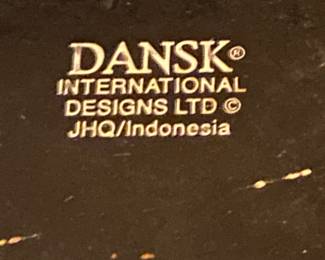 DANSK®
INTERNATIONAL
DESIGNS LTD ©
JHQ/Indonesia